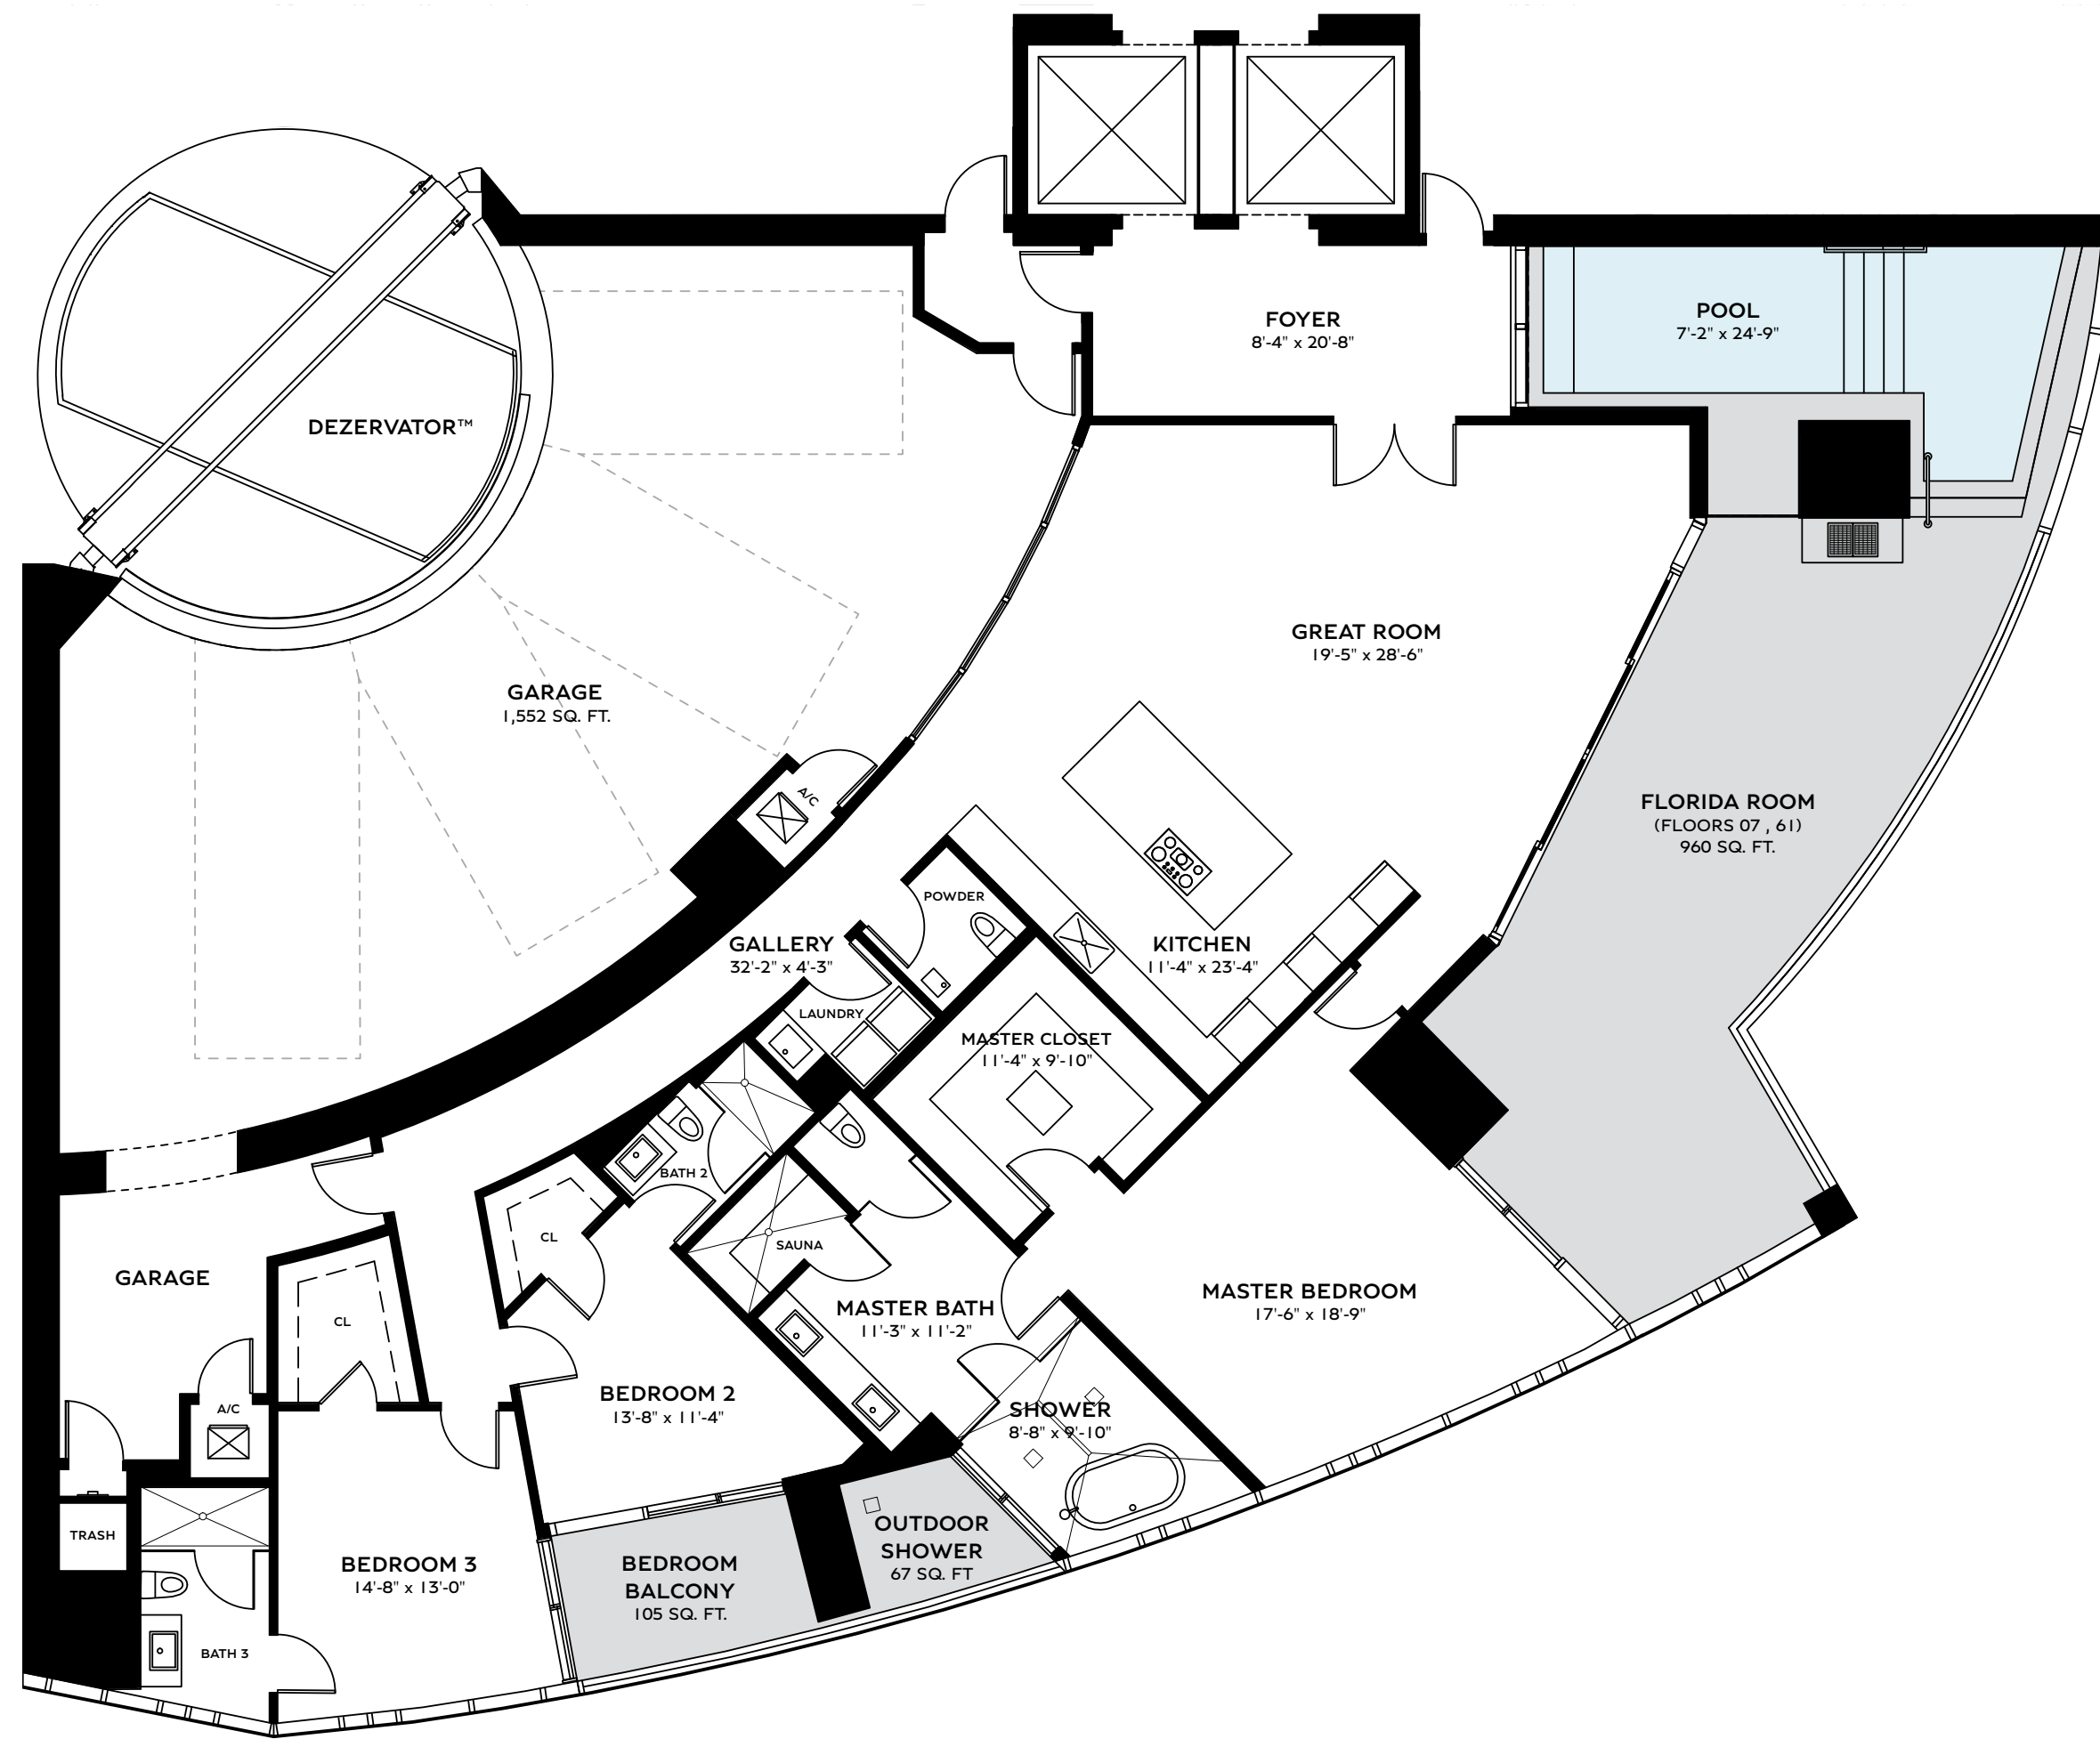 FOYER
8'-4" x 20'-8"
POOL
7'-2" x 24'-9"
DEZERVATOR™
GREAT ROOM
19'-5" x 28'-6"
GARAGE
1,552 SQ. FT.
A/C
FLORIDA ROOM
(FLOORS 07 , 61)
960 SQ. FT.
POWDER
GALLERY
32'-2" x 4'-3"
KITCHEN
11'-4" x 23'-4"
LAUNDRY
MASTER CLOSET
11'-4" x 9'-10"
BATH 2
CL
SAUNA
GARAGE
CL
MASTER BATH
11'-3" x 11'-2"
MASTER BEDROOM
17'-6" x 18'-9"
BEDROOM 2
13'-8" x 11'-4"
A/C
SHOWER
8'-8" x 9'-10"
TRASH
OUTDOOR
SHOWER
67 SQ. FT
BEDROOM 3
14'-8" x 13'-0"
BEDROOM
BALCONY
105 SQ. FT.
BATH 3